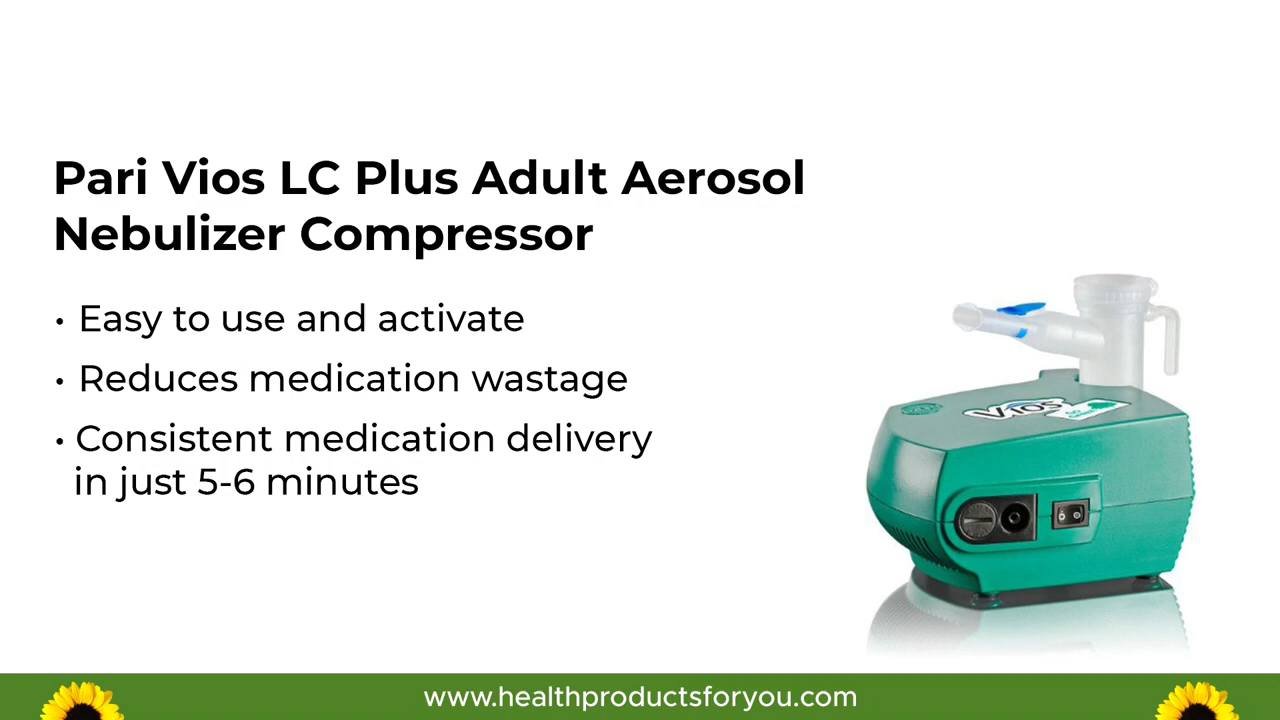 Pari Vios LC Plus Adult Aerosol
Nebulizer Compressor
• Easy to use and activate
• Reduces medication wastage
• Consistent medication delivery
in just 5-6 minutes
Vios
www.healthproductsforyou.com